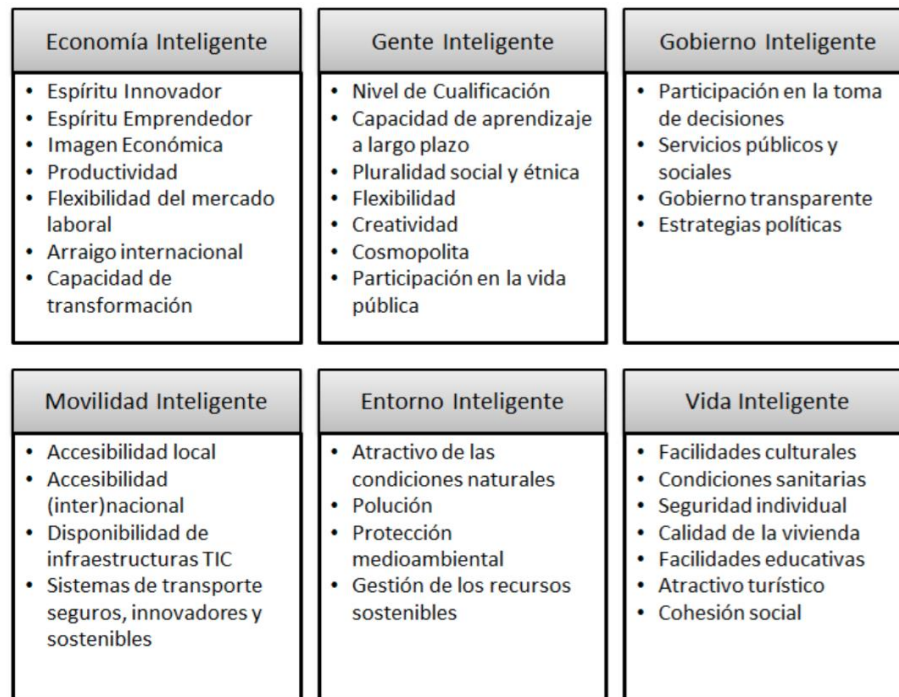 Economía Inteligente
• Espíritu Innovador
• Espíritu Emprendedor
• Imagen Económica
• Productividad
• Flexibilidad del mercado
laboral
• Arraigo internacional
• Capacidad de
transformación
Gente Inteligente
• Nivel de Cualificación
• Capacidad de aprendizaje
a largo plazo
• Pluralidad social y étnica
• Flexibilidad
• Creatividad
• Cosmopolita
• Participación en la vida
pública
Gobierno Inteligente
• Participación en la toma
de decisiones
• Servicios públicos y
sociales
• Gobierno transparente
• Estrategias políticas
Movilidad Inteligente
• Accesibilidad local
• Accesibilidad
(inter)nacional
• Disponibilidad de
infraestructuras TIC
• Sistemas de transporte
seguros, innovadores y
sostenibles
Entorno Inteligente
• Atractivo de las
condiciones naturales
• Polución
• Protección
medioambiental
• Gestión de los recursos
sostenibles
Vida Inteligente
• Facilidades culturales
• Condiciones sanitarias
• Seguridad individual
• Calidad de la vivienda
• Facilidades educativas
• Atractivo turístico
• Cohesión social